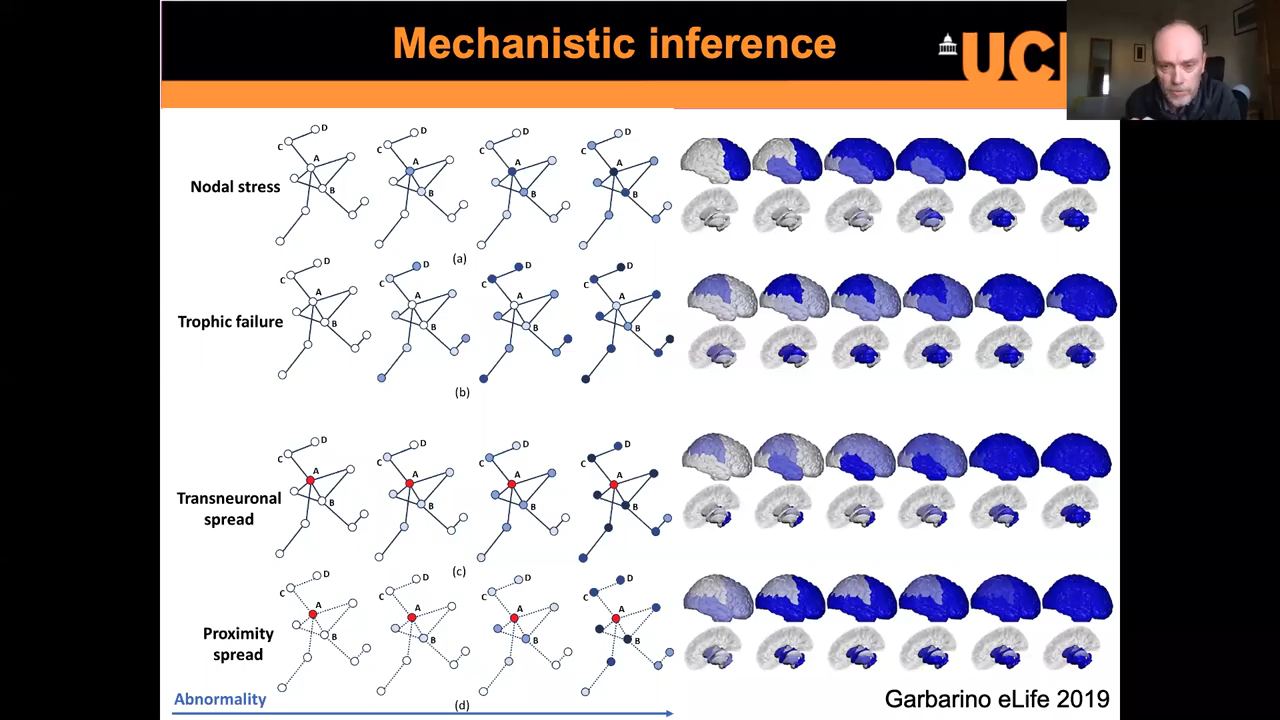 Mechanistic inference
UCL
Nodal stress
D
C
A
B
D
C
A
B
D
C
A
B
D
C
A
B
(a)
Trophic failure
D
C
A
B
D
C
A
B
D
C
A
B
D
C
A
B
(b)
Transneuronal
spread
D
C
A
B
D
C
A
B
D
C
A
B
D
C
A
B
(c)
Proximity
spread
D
C
A
B
D
C
A
B
D
C
A
B
D
C
A
B
(d)
Abnormality
Garbarino eLife 2019